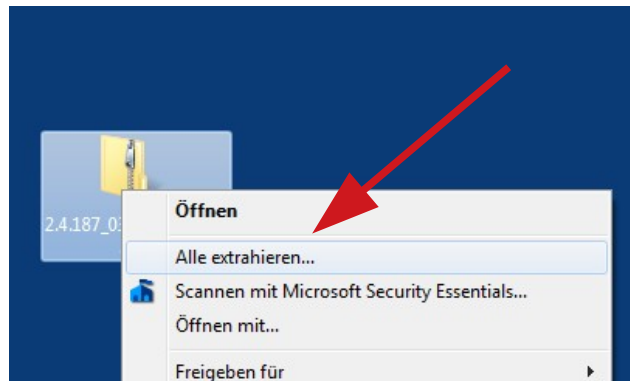 Öffnen
2.4.187_0
Alle extrahieren...
Scannen mit Microsoft Security Essentials...
Öffnen mit...
Freigeben für